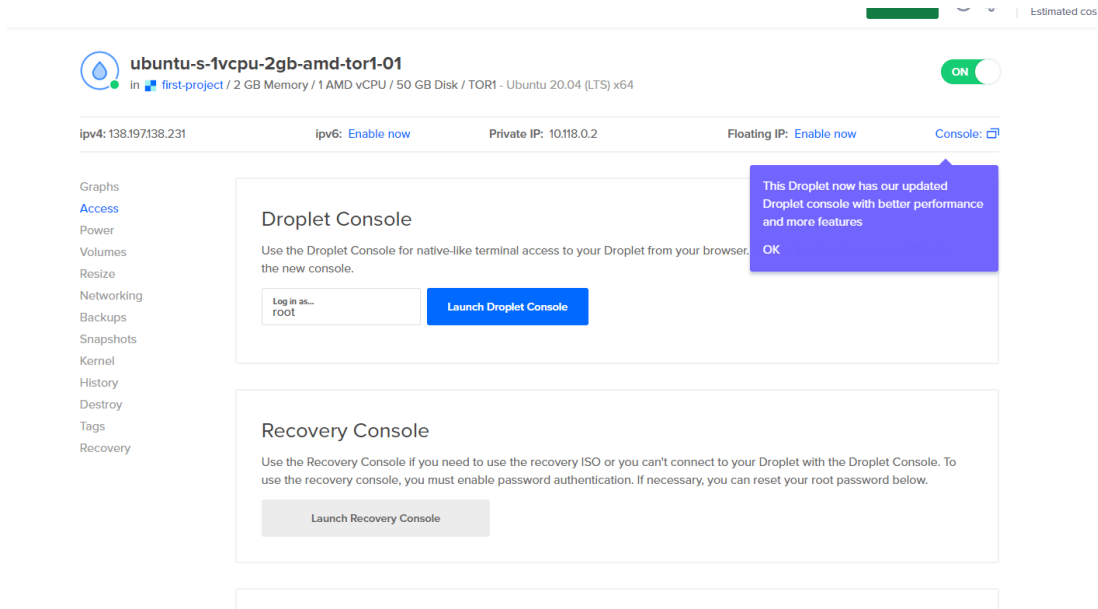 Estimated cos
ubuntu-s-1vcpu-2gb-amd-tor1-01
in first-project / 2 GB Memory / 1 AMD vCPU / 50 GB Disk / TOR1 - Ubuntu 20.04 (LTS) x64
ON
ipv4: 138.197.138.231 ipv6: Enable now Private IP: 10.118.0.2 Floating IP: Enable now Console:
This Droplet now has our updated
Droplet console with better performance
and more features
OK
Graphs
Access
Power
Volumes
Resize
Networking
Backups
Snapshots
Kernel
History
Destroy
Tags
Recovery
Droplet Console
Use the Droplet Console for native-like terminal access to your Droplet from your browser.
the new console.
Log in as...
root
Launch Droplet Console
Recovery Console
Use the Recovery Console if you need to use the recovery ISO or you can't connect to your Droplet with the Droplet Console. To
use the recovery console, you must enable password authentication. If necessary, you can reset your root password below.
Launch Recovery Console